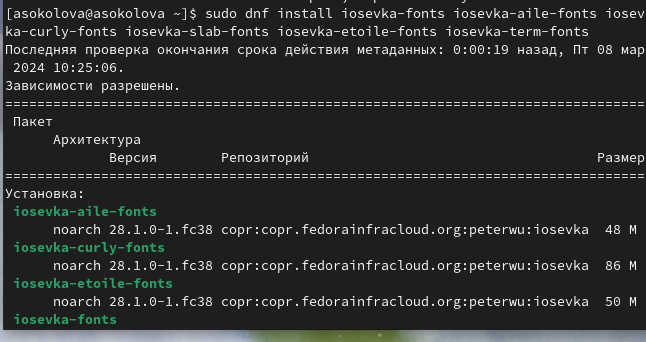 [asokolova@asokolova ~]$ sudo dnf install iosevka-fonts iosevka-aile-fonts iosev
ka-curly-fonts iosevka-slab-fonts iosevka-etoile-fonts iosevka-term-fonts
Последняя проверка окончания срока действия метаданных: 0:00:19 назад, Пт 08 мар
2024 10:25:06.
Зависимости разрешены.
================================================================================
Пакет
Архитектура
Версия Репозиторий Размер
================================================================================
Установка:
iosevka-aile-fonts
noarch 28.1.0-1.fc38 copr:copr.fedorainfracloud.org:peterwu:iosevka 48 M
iosevka-curly-fonts
noarch 28.1.0-1.fc38 copr:copr.fedorainfracloud.org:peterwu:iosevka 86 M
iosevka-etoile-fonts
noarch 28.1.0-1.fc38 copr:copr.fedorainfracloud.org:peterwu:iosevka 50 M
iosevka-fonts